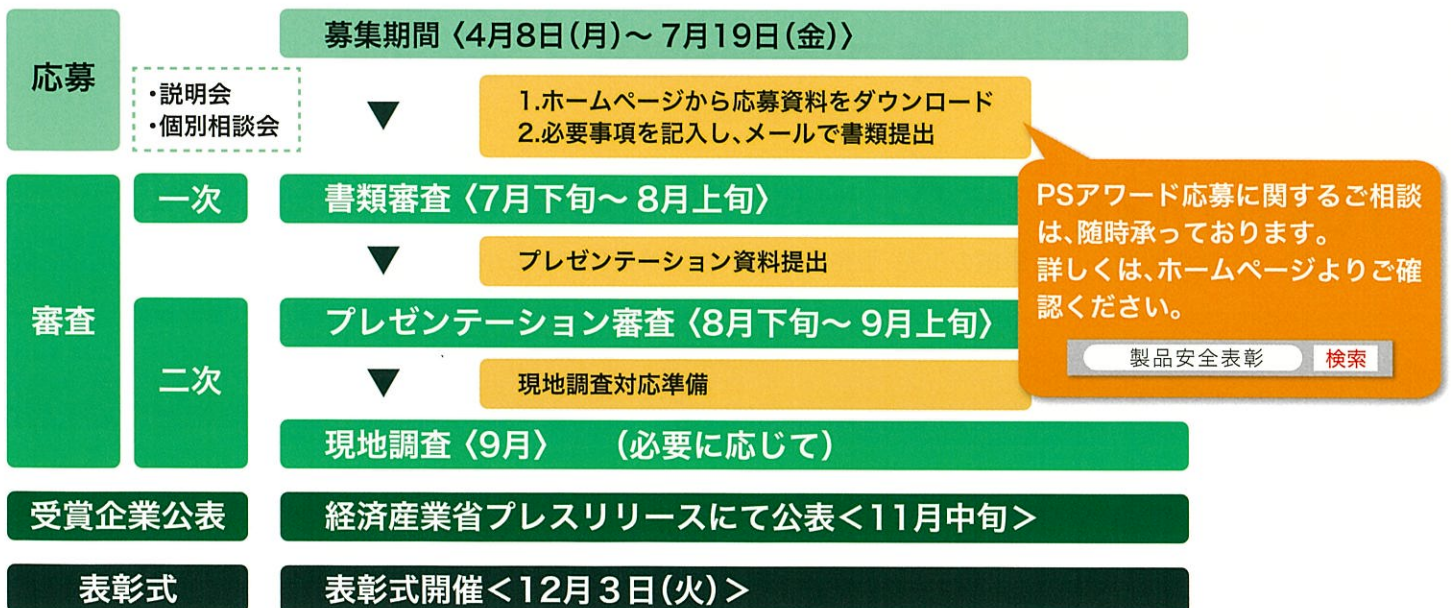 応募
・説明会
・個別相談会
募集期間〈4月8日(月)～7月19日(金)〉
▼
1.ホームページから応募資料をダウンロード
2.必要事項を記入し、メールで書類提出
PSアワード応募に関するご相談
は、随時承っております。
詳しくは、ホームページよりご確
認ください。
製品安全表彰 検索
審査
一次
書類審査〈7月下旬～8月上旬〉
▼
プレゼンテーション資料提出
二次
プレゼンテーション審査〈8月下旬～9月上旬〉
▼
現地調査対応準備
現地調査〈9月〉 (必要に応じて)
受賞企業公表
経済産業省プレスリリースにて公表<11月中旬>
表彰式
表彰式開催<12月3日(火)>